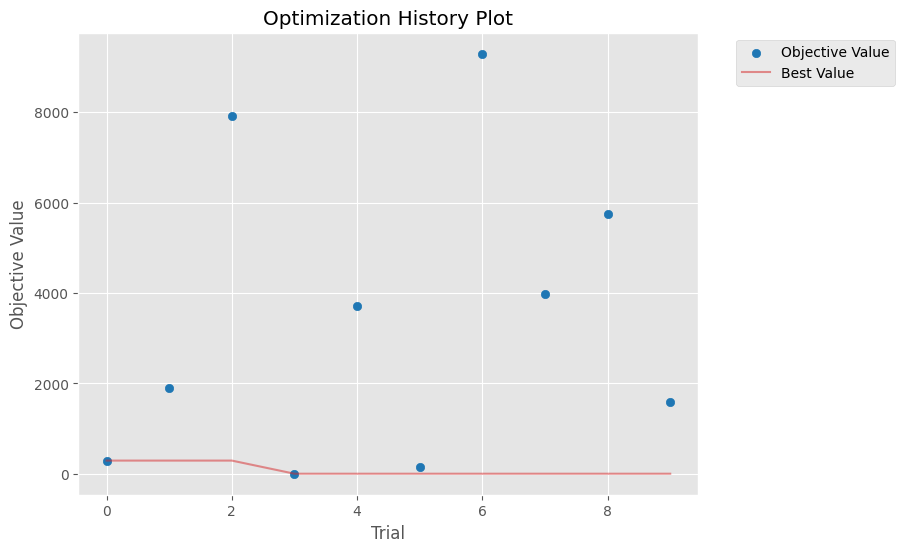 Optimization History Plot
Objective Value
Best Value
Objective Value
8000
6000
4000
2000
0
0 2 4 6 8
Trial